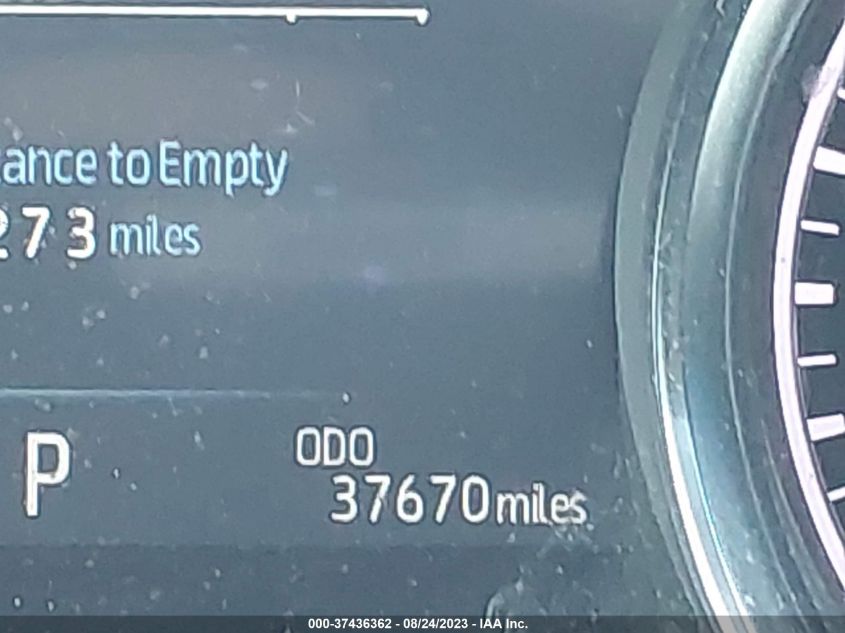 ance to Empty
273 miles
P
ODO
37670 miles
000-37436362 - 08/24/2023 - IAA Inc.